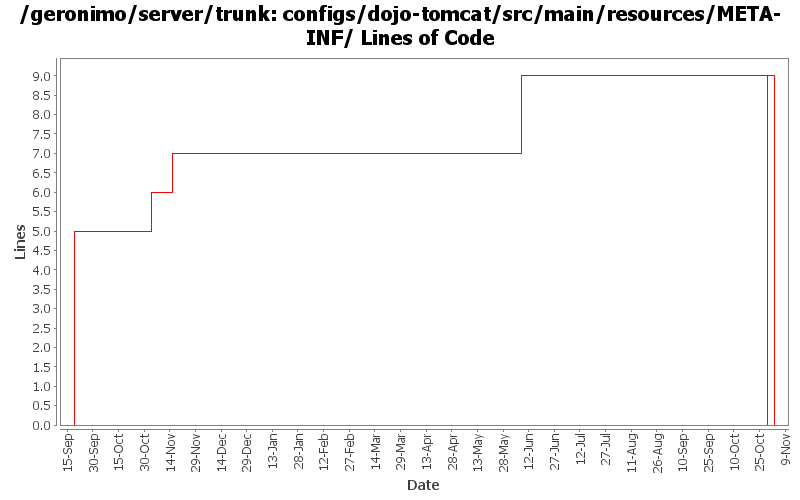 /geronimo/server/trunk: configs/dojo-tomcat/src/main/resources/META-
INF/ Lines of Code
Lines
9.0
8.5
8.0
7.5
7.0
6.5
6.0
5.5
5.0
4.5
4.0
3.5
3.0
2.5
2.0
1.5
1.0
0.5
0.0
15-Sep
30-Sep
15-Oct
30-Oct
14-Nov
29-Nov
14-Dec
29-Dec
13-Jan
28-Jan
12-Feb
27-Feb
14-Mar
29-Mar
13-Apr
28-Apr
13-May
28-May
12-Jun
27-Jun
12-Jul
27-Jul
11-Aug
26-Aug
10-Sep
25-Sep
10-Oct
25-Oct
9-Nov
Date